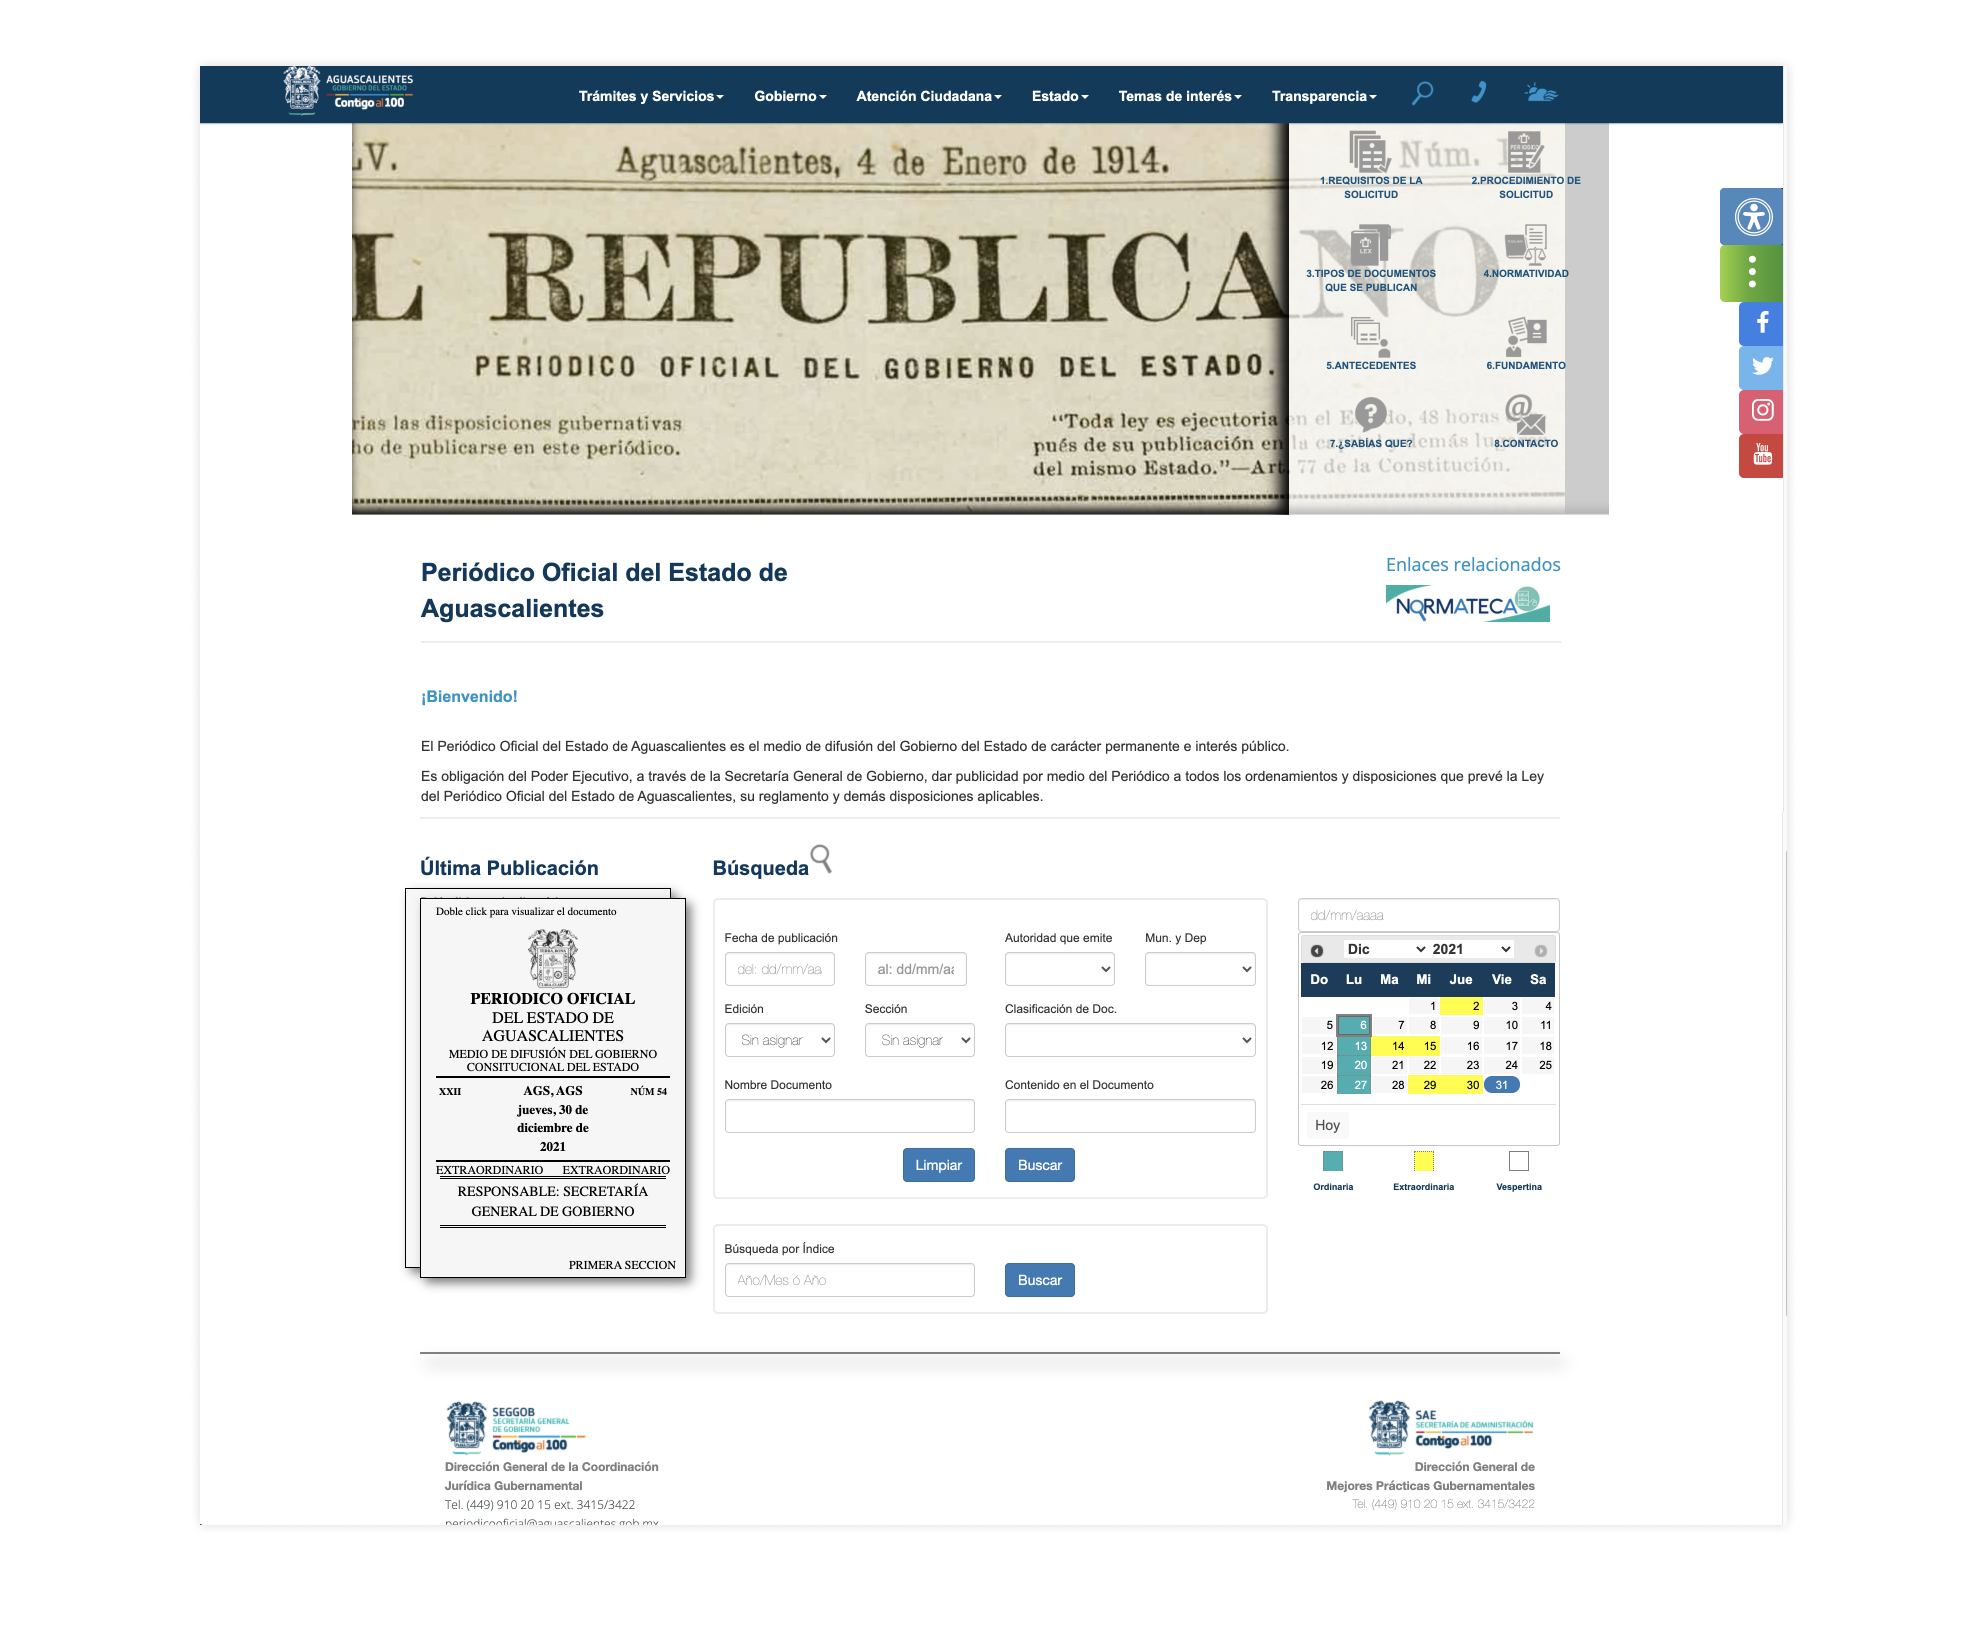 AGUASCALIENTES
GOBIERNO DEL ESTADO
Contigo al 100
Trámites y Servicios
Gobierno
Atención Ciudadana
Estado
Temas de interés
Transparencia
LV.
Aguascalientes, 4 de Enero de 1914.
Núm. 1
L REPUBLICANO
PERIODICO OFICIAL DEL GOBIERNO DEL ESTADO.
rias las disposiciones gubernativas
ho de publicarse en este periódico.
“Toda ley es ejecutoria en el Estado, 48 horas
pués de su publicación en la capital y demás
del mismo Estado.”—Art. 77 de la Constitución.
1.REQUISITOS DE LA
SOLICITUD
2.PROCEDIMIENTO DE
SOLICITUD
3.TIPOS DE DOCUMENTOS
QUE SE PUBLICAN
4.NORMATIVIDAD
5.ANTECEDENTES
6.FUNDAMENTO
7.¿SABÍAS QUE?
8.CONTACTO
PERIODICO
LEX
You
Tube
Periódico Oficial del Estado de
Aguascalientes
Enlaces relacionados
NORMATECA
¡Bienvenido!
El Periódico Oficial del Estado de Aguascalientes es el medio de difusión del Gobierno del Estado de carácter permanente e interés público.
Es obligación del Poder Ejecutivo, a través de la Secretaría General de Gobierno, dar publicidad por medio del Periódico a todos los ordenamientos y disposiciones que prevé la Ley
del Periódico Oficial del Estado de Aguascalientes, su reglamento y demás disposiciones aplicables.
Última Publicación
Doble click para visualizar el documento
PERIODICO OFICIAL
DEL ESTADO DE
AGUASCALIENTES
MEDIO DE DIFUSIÓN DEL GOBIERNO
CONSITUCIONAL DEL ESTADO
XXII AGS, AGS NÚM 54
jueves, 30 de
diciembre de
2021
EXTRAORDINARIO EXTRAORDINARIO
RESPONSABLE: SECRETARÍA
GENERAL DE GOBIERNO
PRIMERA SECCION
Búsqueda
Fecha de publicación
Autoridad que emite
Mun. y Dep
del: dd/mm/aa
al: dd/mm/aa
Edición
Sección
Clasificación de Doc.
Sin asignar
Sin asignar
Nombre Documento
Contenido en el Documento
Limpiar
Buscar
Búsqueda por Índice
Año/Mes ó Año
Buscar
dd/mm/aaaa
Dic 2021
Do Lu Ma Mi Jue Vie Sa
1 2 3 4
5 6 7 8 9 10 11
12 13 14 15 16 17 18
19 20 21 22 23 24 25
26 27 28 29 30 31
Hoy
Ordinaria
Extraordinaria
Vespertina
SEGGOB
SECRETARÍA GENERAL
DE GOBIERNO
Contigo al 100
Dirección General de la Coordinación
Jurídica Gubernamental
Tel. (449) 910 20 15 ext. 3415/3422
periodicooficial@aguascalientes.gob.mx
SAE
SECRETARÍA DE ADMINISTRACIÓN
Contigo al 100
Dirección General de
Mejores Prácticas Gubernamentales
Tel. (449) 910 20 15 ext. 3415/3422